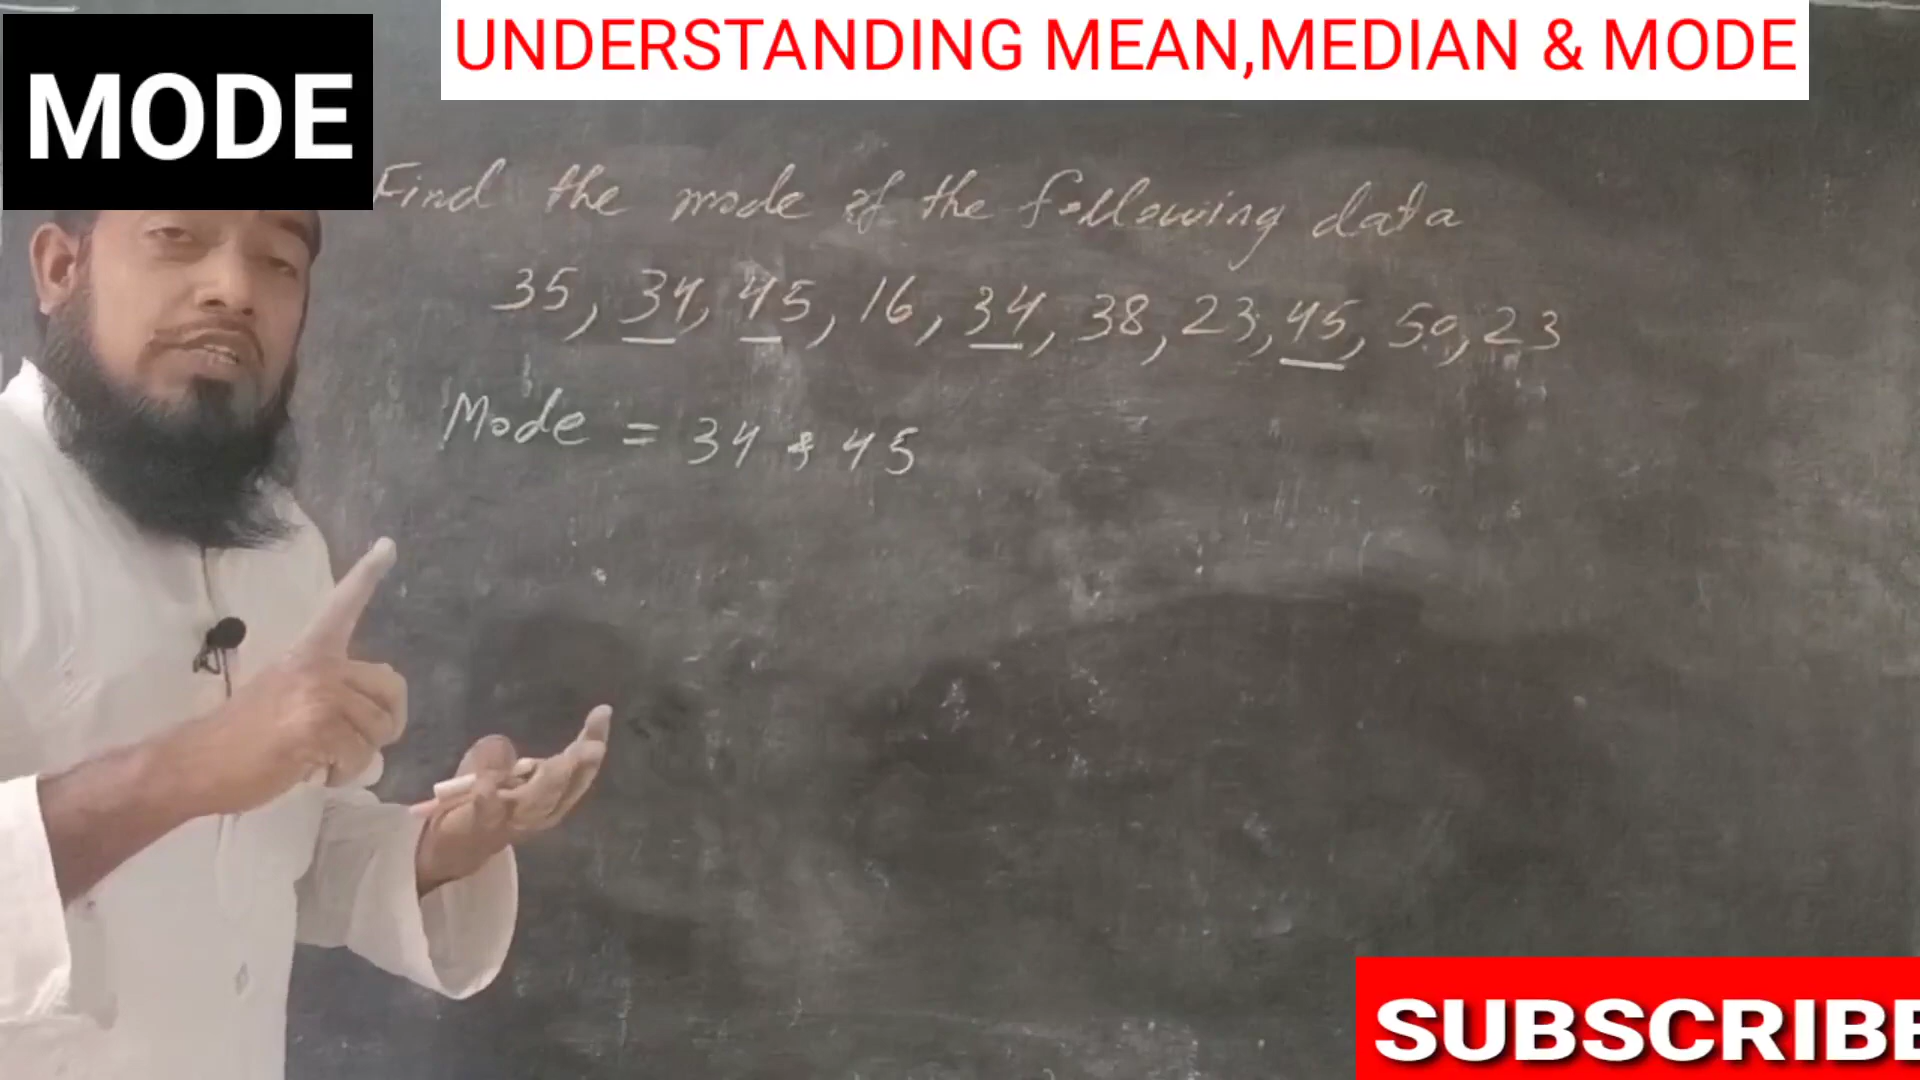 UNDERSTANDING MEAN,MEDIAN & MODE
MODE
Find the mode of the following data
35, 34, 45, 16, 34, 38, 23, 45, 50, 23
Mode = 34 & 45
SUBSCRIBE